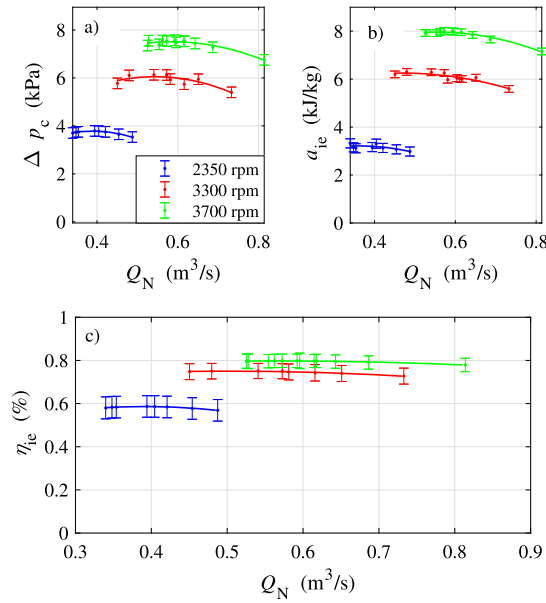 a)
8
6
4
2
0
Δ p_c (kPa)
0.4
0.6
0.8
Q_N (m³/s)
2350 rpm
3300 rpm
3700 rpm
b)
8
6
4
2
0
a_ie (kJ/kg)
0.4
0.6
0.8
Q_N (m³/s)
c)
1
0.8
0.6
0.4
0.2
0
η_ie (%)
0.3
0.4
0.5
0.6
0.7
0.8
0.9
Q_N (m³/s)